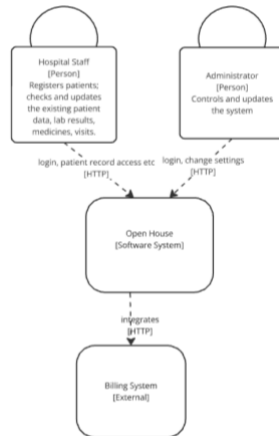 Hospital Staff
[Person]
Registers patients;
checks and updates
the existing patient
data, lab results,
medicines, visits.
Administrator
[Person]
Controls and updates
the system
login, patient record access etc
[HTTP]
login, change settings
[HTTP]
Open House
[Software System]
integrates
[HTTP]
Billing System
[External]